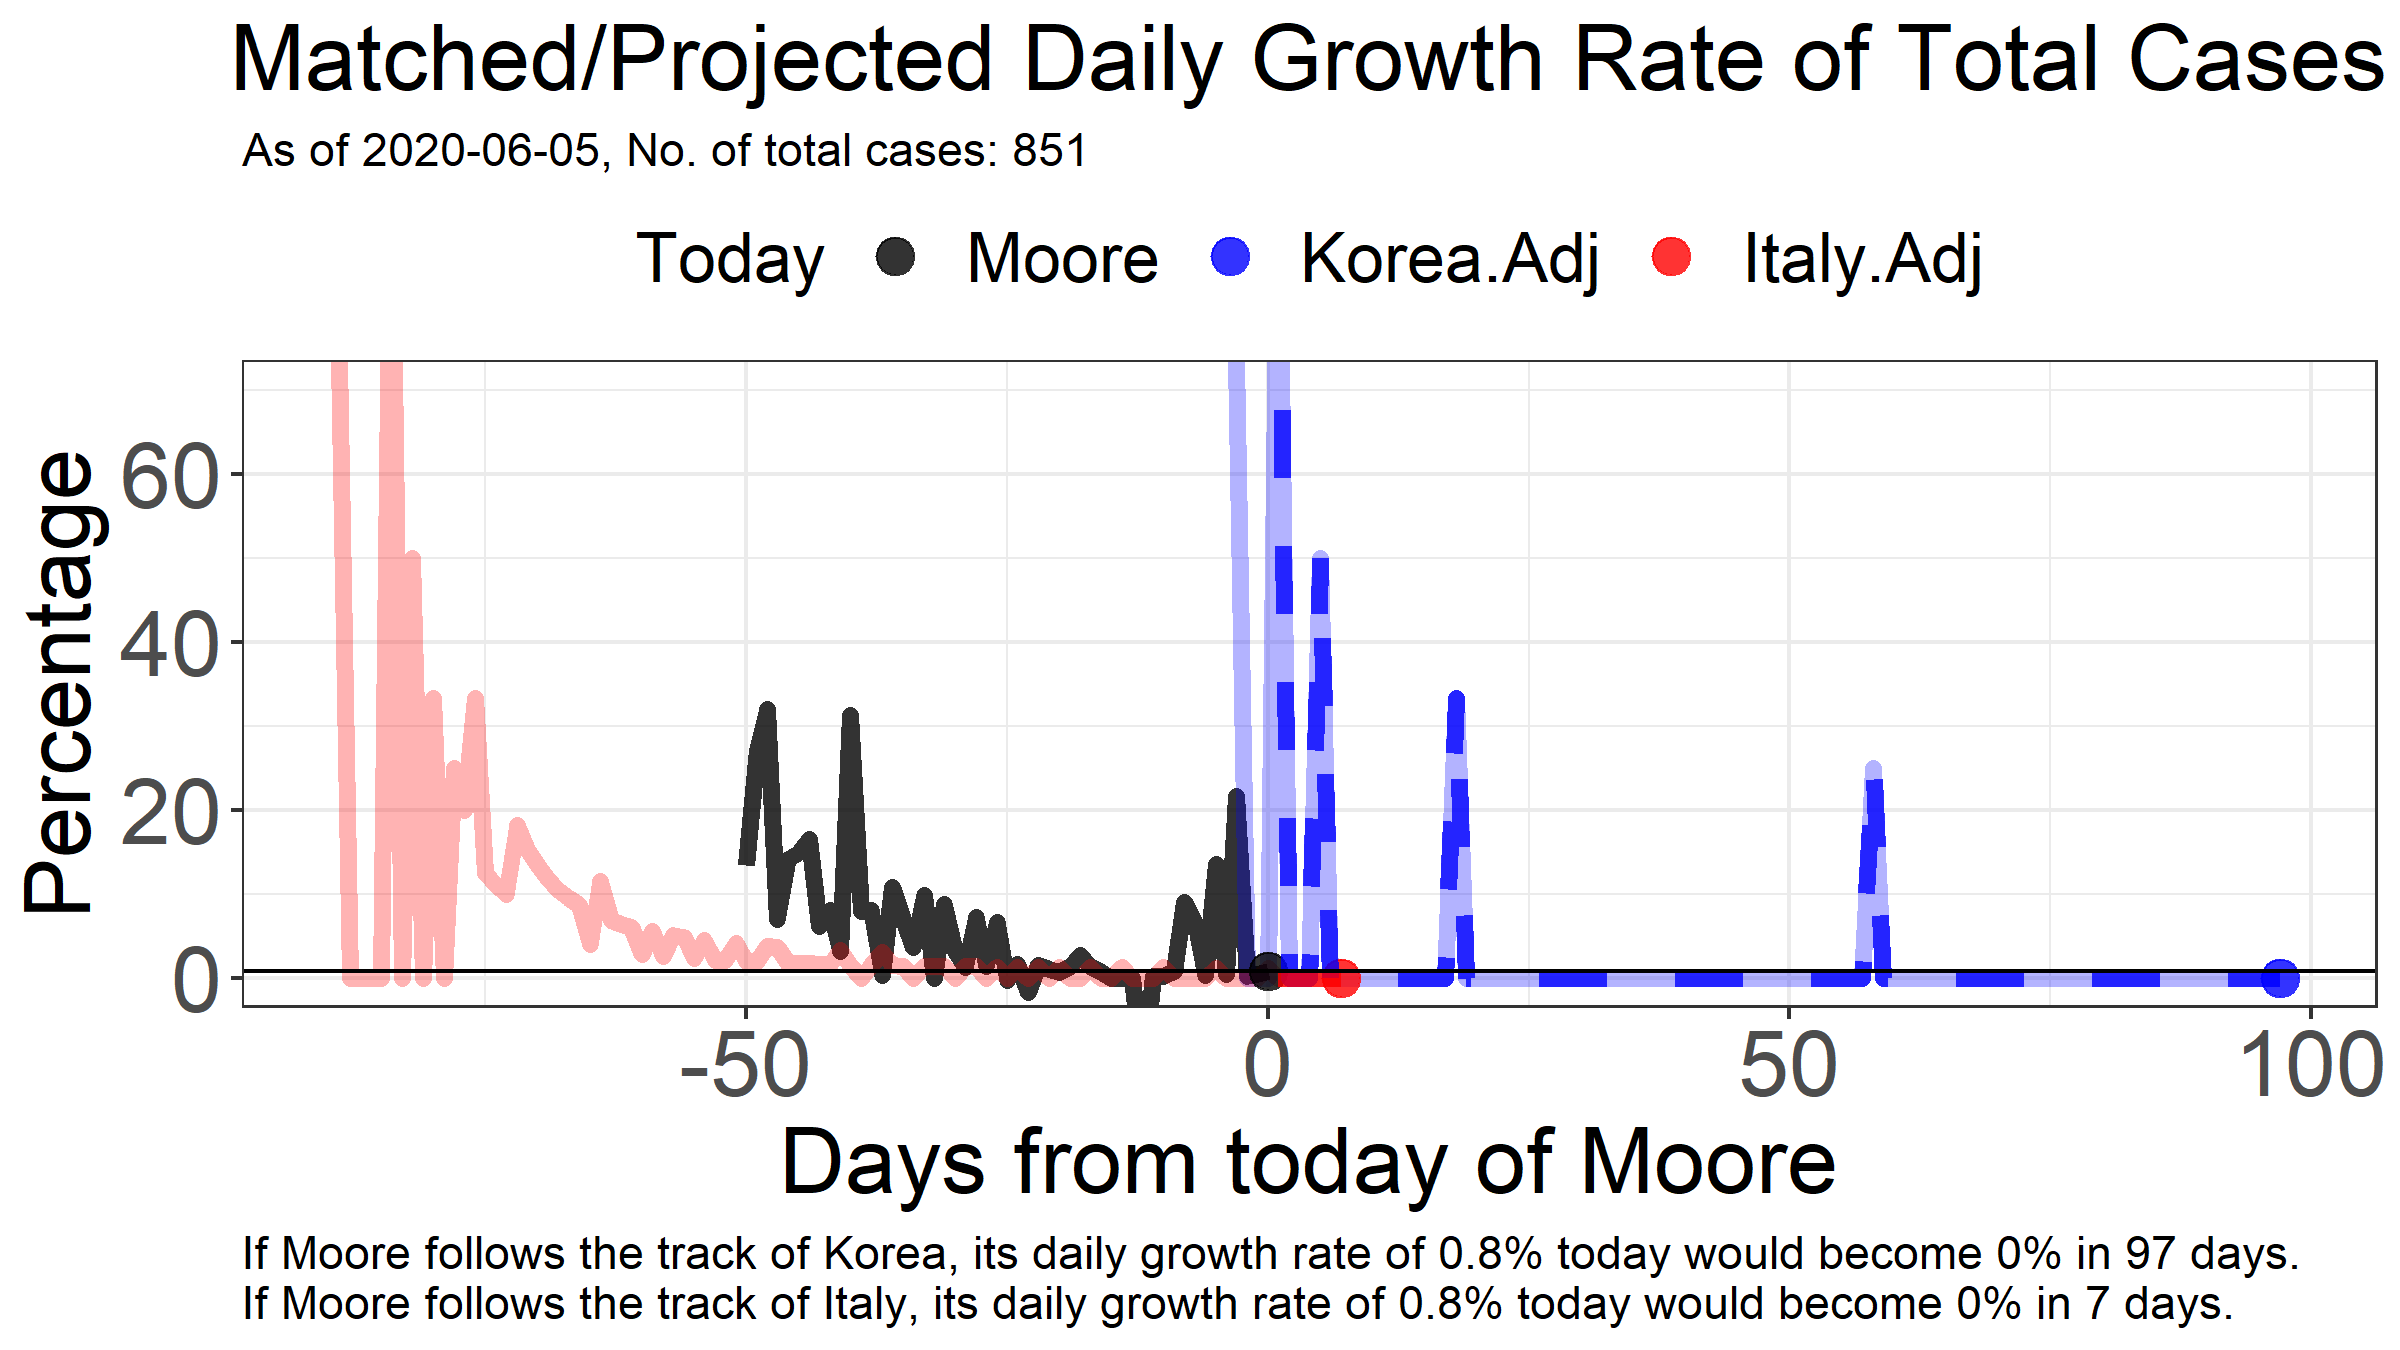 Matched/Projected Daily Growth Rate of Total Cases
As of 2020-06-05, No. of total cases: 851
Today Moore Korea.Adj Italy.Adj
Percentage
60
40
20
0
-50 0 50 100
Days from today of Moore
If Moore follows the track of Korea, its daily growth rate of 0.8% today would become 0% in 97 days.
If Moore follows the track of Italy, its daily growth rate of 0.8% today would become 0% in 7 days.